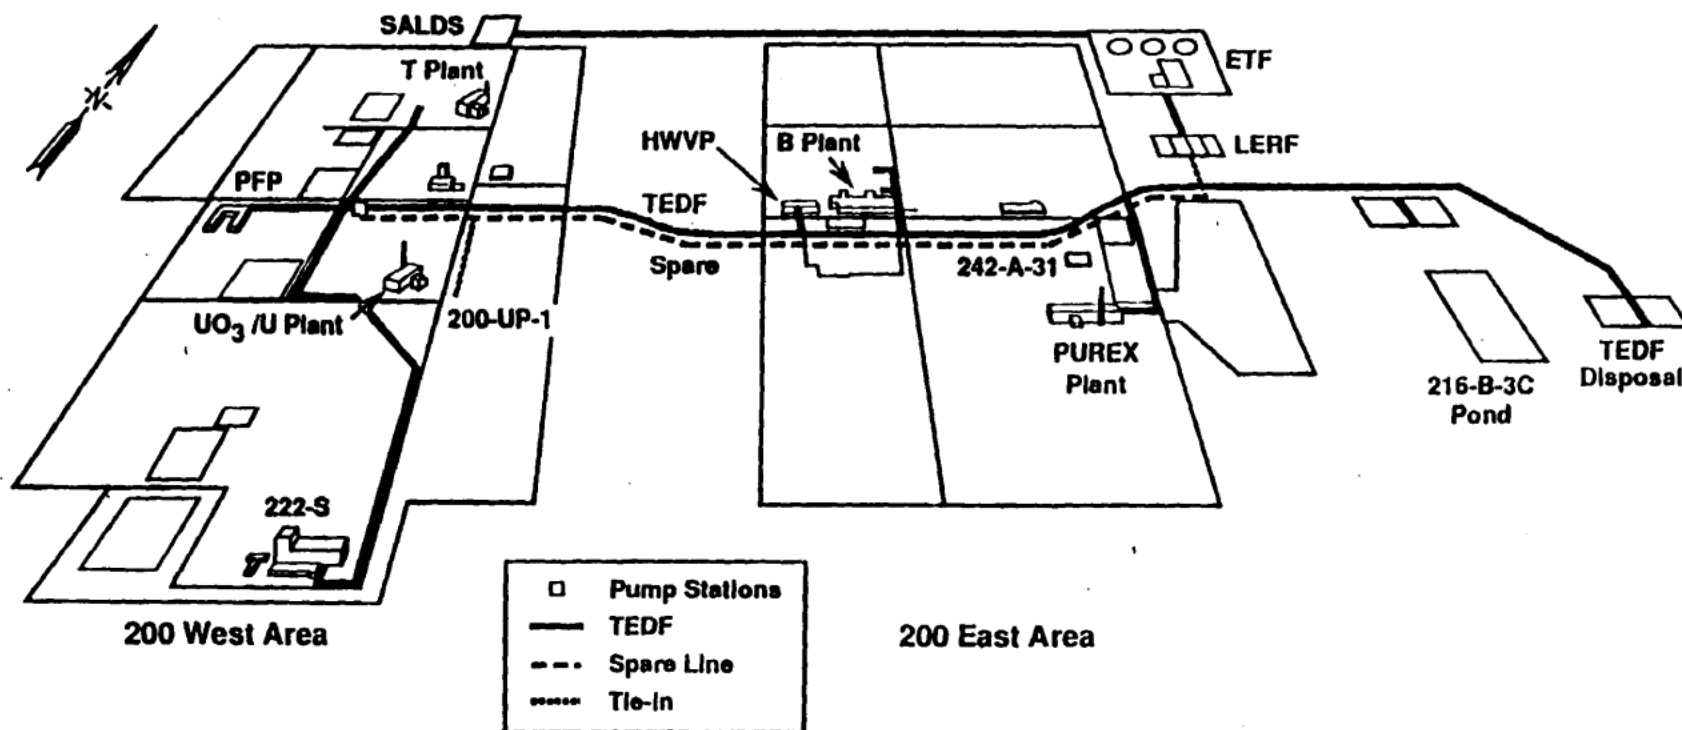 SALDS
T Plant
N
ETF
HWVP
B Plant
LERF
PFP
TEDF
Spare
242-A-31
UO3 /U Plant
200-UP-1
PUREX
Plant
216-B-3C
Pond
TEDF
Disposal
222-S
Pump Stations
TEDF
Spare Line
Tie-In
200 West Area
200 East Area